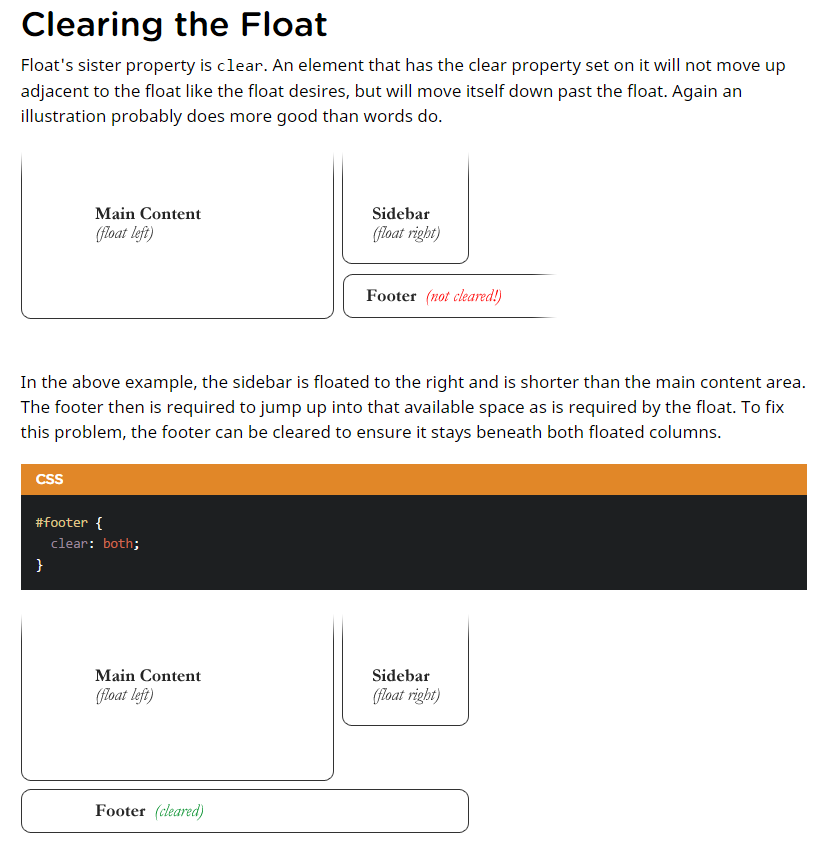 Clearing the Float
Float's sister property is clear. An element that has the clear property set on it will not move up
adjacent to the float like the float desires, but will move itself down past the float. Again an
illustration probably does more good than words do.
Main Content
(float left)
Sidebar
(float right)
Footer (not cleared!)
In the above example, the sidebar is floated to the right and is shorter than the main content area.
The footer then is required to jump up into that available space as is required by the float. To fix
this problem, the footer can be cleared to ensure it stays beneath both floated columns.
CSS
#footer {
  clear: both;
}
Main Content
(float left)
Sidebar
(float right)
Footer (cleared)